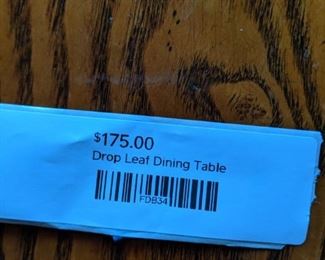 $175.00
Drop Leaf Dining Table
FDB34